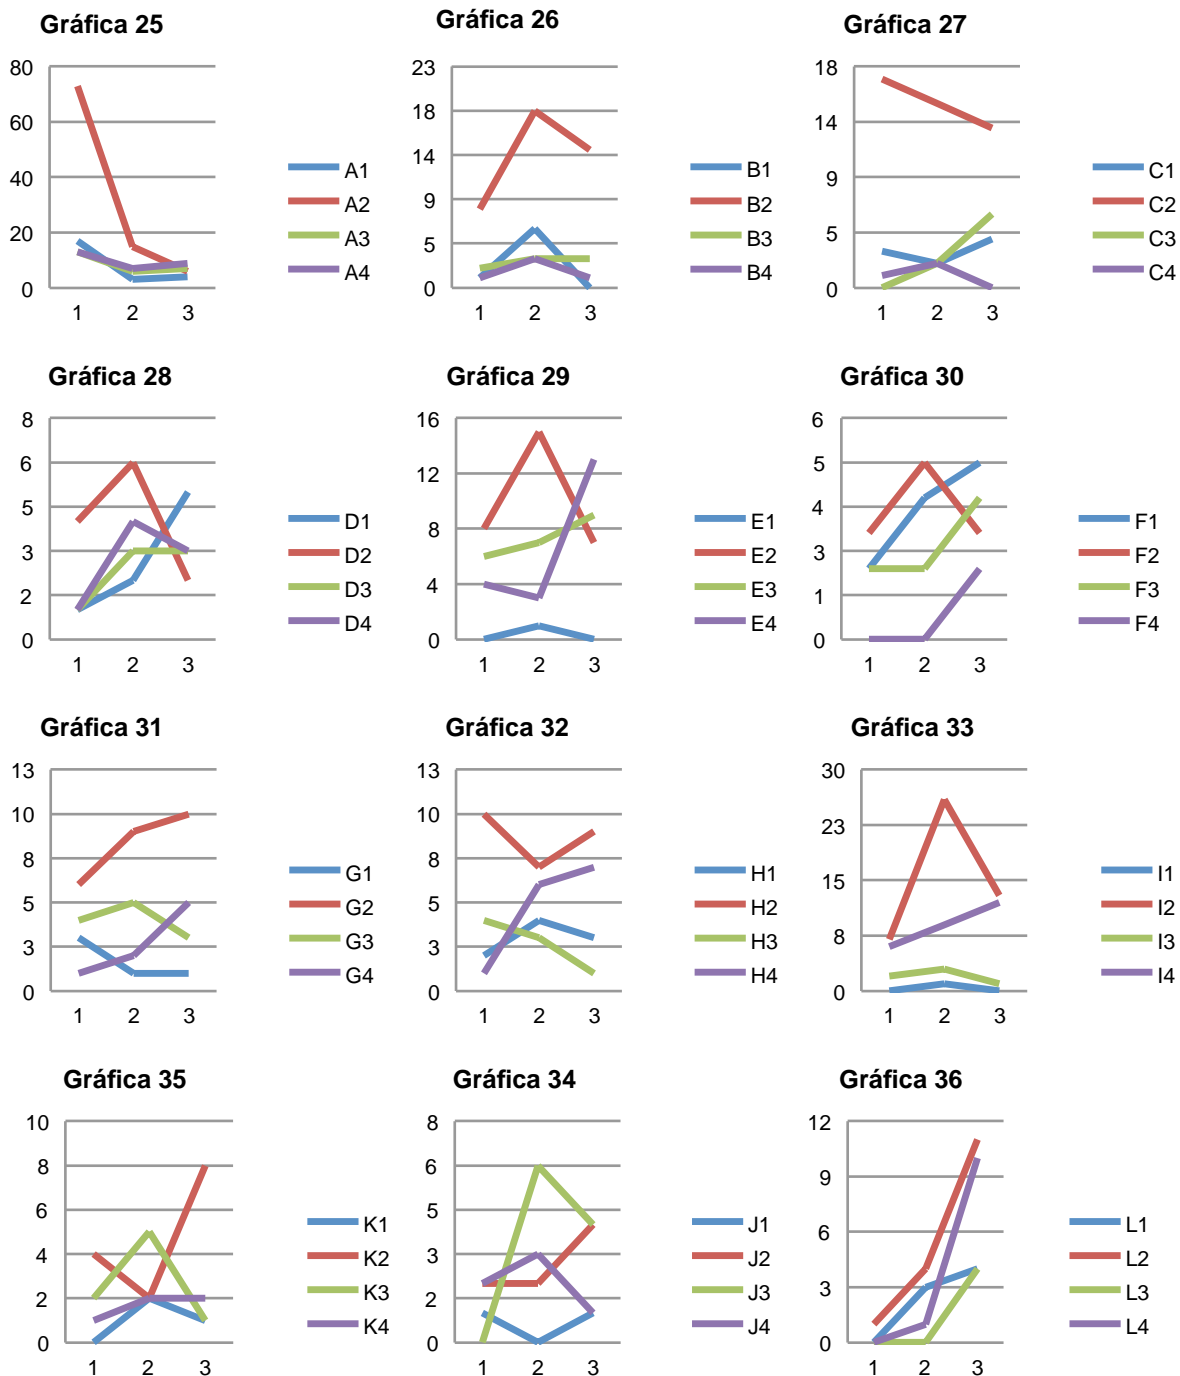 Gráfica 25
80
60
40
20
0
1 2 3
A1
A2
A3
A4
Gráfica 26
23
18
14
9
5
0
1 2 3
B1
B2
B3
B4
Gráfica 27
18
14
9
5
0
1 2 3
C1
C2
C3
C4
Gráfica 28
8
6
5
3
2
0
1 2 3
D1
D2
D3
D4
Gráfica 29
16
12
8
4
0
1 2 3
E1
E2
E3
E4
Gráfica 30
6
5
4
3
1
0
1 2 3
F1
F2
F3
F4
Gráfica 31
13
10
8
5
3
0
1 2 3
G1
G2
G3
G4
Gráfica 32
13
10
8
5
3
0
1 2 3
H1
H2
H3
H4
Gráfica 33
30
23
15
8
0
1 2 3
I1
I2
I3
I4
Gráfica 35
10
8
6
4
2
0
1 2 3
K1
K2
K3
K4
Gráfica 34
8
6
5
3
2
0
1 2 3
J1
J2
J3
J4
Gráfica 36
12
9
6
3
0
1 2 3
L1
L2
L3
L4